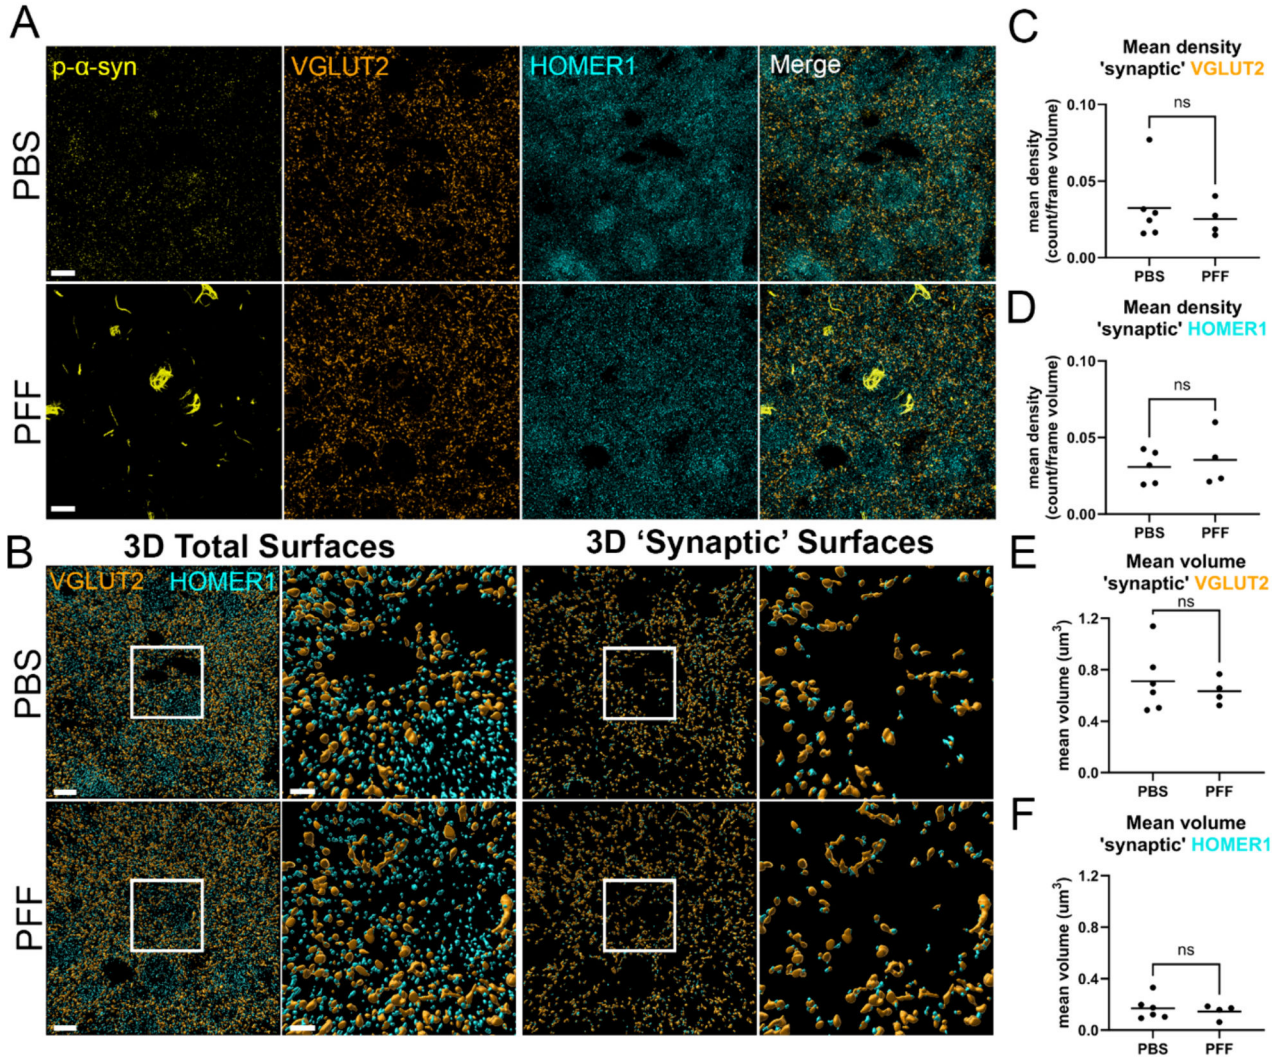 A
p-α-syn
VGLUT2
HOMER1
Merge
PBS
PFF
B
3D Total Surfaces
3D ‘Synaptic’ Surfaces
VGLUT2 HOMER1
PBS
PFF
C
Mean density
'synaptic' VGLUT2
mean density
(count/frame volume)
0.10
0.05
0.00
ns
PBS PFF
D
Mean density
'synaptic' HOMER1
mean density
(count/frame volume)
0.10
0.05
0.00
ns
PBS PFF
E
Mean volume
'synaptic' VGLUT2
mean volume (um³)
1.2
0.8
0.4
0.0
ns
PBS PFF
F
Mean volume
'synaptic' HOMER1
mean volume (um³)
1.2
0.8
0.4
0.0
ns
PBS PFF